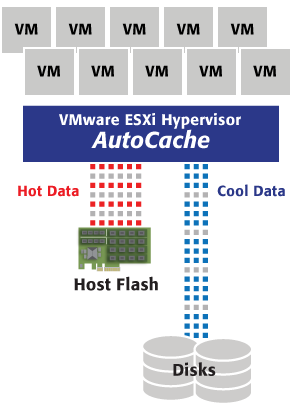 VM VM VM VM VM
VM VM VM VM VM
VMware ESXi Hypervisor
AutoCache
Hot Data
Cool Data
Host Flash
Disks